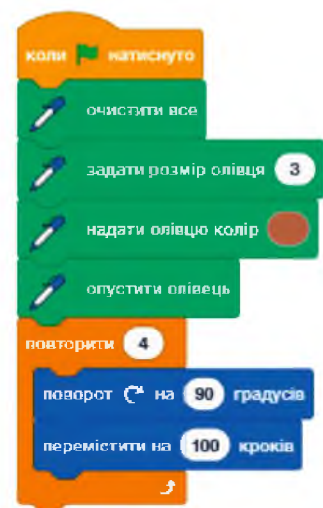 коли натиснуто
очистити все
задати розмір олівця 3
надати олівцю колір
опустити олівець
повторити 4
поворот на 90 градусів
перемістити на 100 кроків